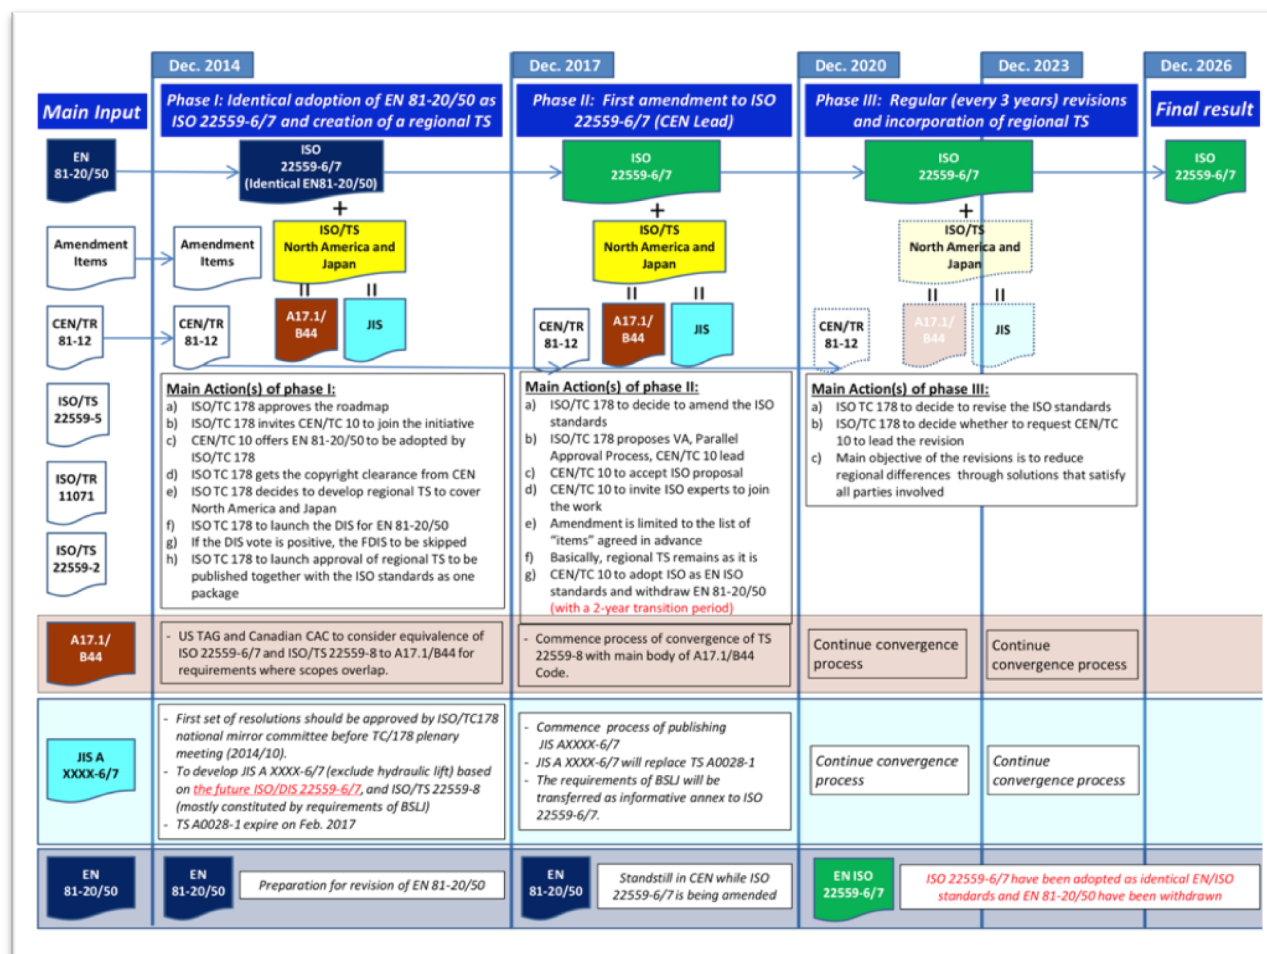 Dec. 2014
Dec. 2017
Dec. 2020
Dec. 2023
Dec. 2026
Main Input
Phase I: Identical adoption of EN 81-20/50 as
ISO 22559-6/7 and creation of a regional TS
Phase II: First amendment to ISO
22559-6/7 (CEN Lead)
Phase III: Regular (every 3 years) revisions
and incorporation of regional TS
Final result
EN
81-20/50
ISO
22559-6/7
(Identical EN81-20/50)
ISO
22559-6/7
ISO
22559-6/7
ISO
22559-6/7
+
+
+
Amendment
Items
Amendment
Items
ISO/TS
North America and
Japan
ISO/TS
North America and
Japan
ISO/TS
North America and
Japan
=
=
=
=
=
=
CEN/TR
81-12
CEN/TR
81-12
A17.1/
B44
JIS
CEN/TR
81-12
A17.1/
B44
JIS
CEN/TR
81-12
A17.1/
B44
JIS
ISO/TS
22559-5
ISO/TR
11071
ISO/TS
22559-2
Main Action(s) of phase I:
a) ISO/TC 178 approves the roadmap
b) ISO/TC 178 invites CEN/TC 10 to join the initiative
c) CEN/TC 10 offers EN 81-20/50 to be adopted by
ISO/TC 178
d) ISO TC 178 gets the copyright clearance from CEN
e) ISO TC 178 decides to develop regional TS to cover
North America and Japan
f) ISO TC 178 to launch the DIS for EN 81-20/50
g) If the DIS vote is positive, the FDIS to be skipped
h) ISO TC 178 to launch approval of regional TS to be
published together with the ISO standards as one
package
Main Action(s) of phase II:
a) ISO/TC 178 to decide to amend the ISO
standards
b) ISO/TC 178 proposes VA, Parallel
Approval Process, CEN/TC 10 lead
c) CEN/TC 10 to accept ISO proposal
d) CEN/TC 10 to invite ISO experts to join
the work
e) Amendment is limited to the list of
"items" agreed in advance
f) Basically, regional TS remains as it is
g) CEN/TC 10 to adopt ISO as EN ISO
standards and withdraw EN 81-20/50
(with a 2-year transition period)
Main Action(s) of phase III:
a) ISO TC 178 to decide to revise the ISO standards
b) ISO/TC 178 to decide whether to request CEN/TC
10 to lead the revision
c) Main objective of the revisions is to reduce
regional differences through solutions that satisfy
all parties involved
A17.1/
B44
- US TAG and Canadian CAC to consider equivalence of
ISO 22559-6/7 and ISO/TS 22559-8 to A17.1/B44 for
requirements where scopes overlap.
- Commence process of convergence of TS
22559-8 with main body of A17.1/B44
Code.
Continue convergence
process
Continue
convergence process
JIS A
XXXX-6/7
- First set of resolutions should be approved by ISO/TC178
national mirror committee before TC/178 plenary
meeting (2014/10).
- To develop JIS A XXXX-6/7 (exclude hydraulic lift) based
on the future ISO/DIS 22559-6/7, and ISO/TS 22559-8
(mostly constituted by requirements of BSLJ)
- TS A0028-1 expire on Feb. 2017
- Commence process of publishing
JIS AXXXX-6/7
- JIS A XXXX-6/7 will replace TS A0028-1
- The requirements of BSLJ will be
transferred as informative annex to ISO
22559-6/7.
Continue convergence
process
Continue
convergence process
EN
81-20/50
EN
81-20/50
Preparation for revision of EN 81-20/50
EN
81-20/50
Standstill in CEN while ISO
22559-6/7 is being amended
EN ISO
22559-6/7
ISO 22559-6/7 have been adopted as identical EN/ISO
standards and EN 81-20/50 have been withdrawn